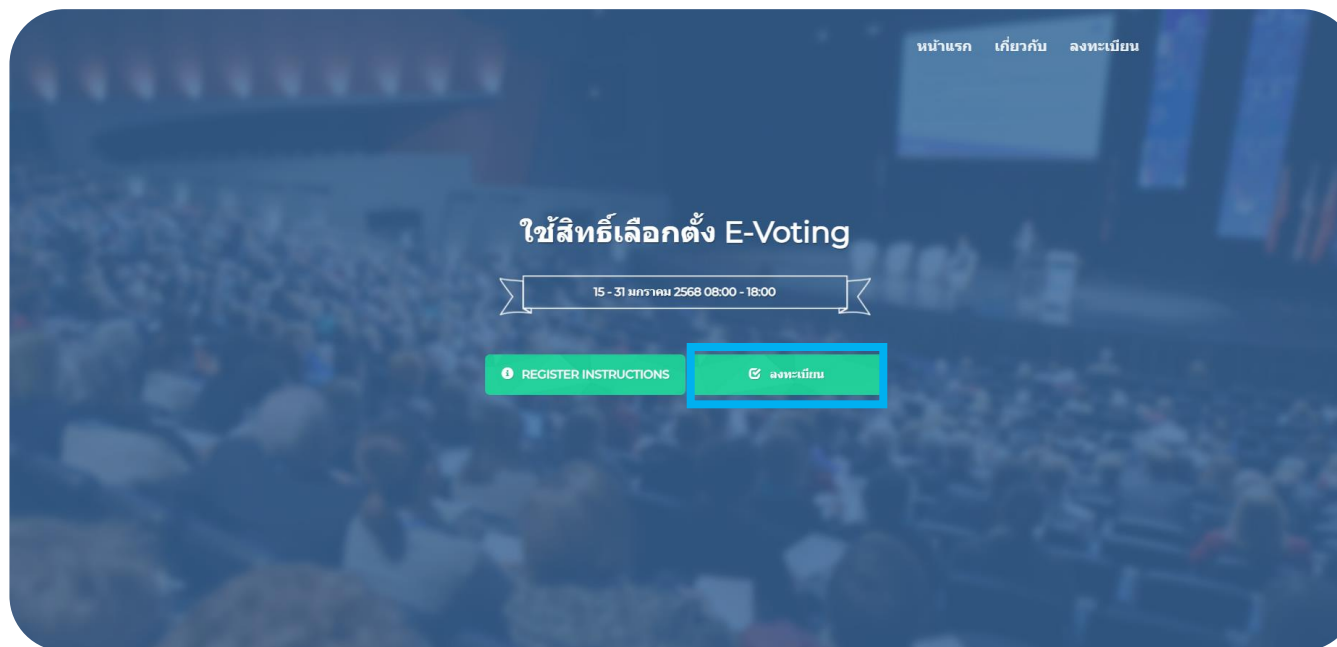 หน้าแรก เกี่ยวกับ ลงทะเบียน
ใช้สิทธิ์เลือกตั้ง E-Voting
15 - 31 มกราคม 2568 08:00 - 18:00
REGISTER INSTRUCTIONS ลงทะเบียน